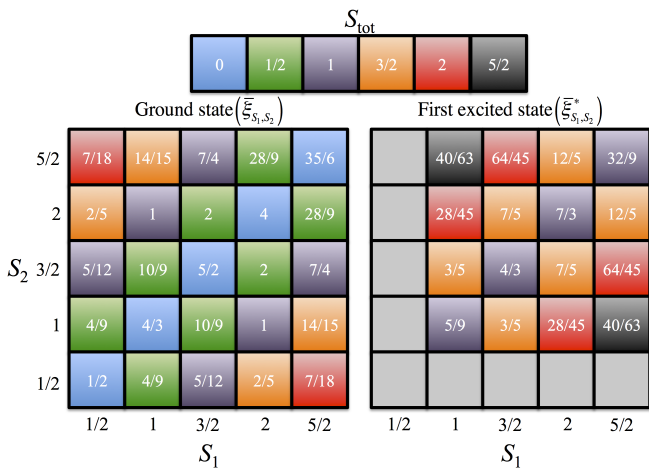 S_tot
0 1/2 1 3/2 2 5/2
Ground state(ξ̅_{S₁,S₂}) First excited state(ξ̅*_{S₁,S₂})
5/2 7/18 14/15 7/4 28/9 35/6 40/63 64/45 12/5 32/9
2 2/5 1 2 4 28/9 28/45 7/5 7/3 12/5
S₂ 3/2 5/12 10/9 5/2 2 7/4 3/5 4/3 7/5 64/45
1 4/9 4/3 10/9 1 14/15 5/9 3/5 28/45 40/63
1/2 1/2 4/9 5/12 2/5 7/18
1/2 1 3/2 2 5/2 1/2 1 3/2 2 5/2
S₁ S₁